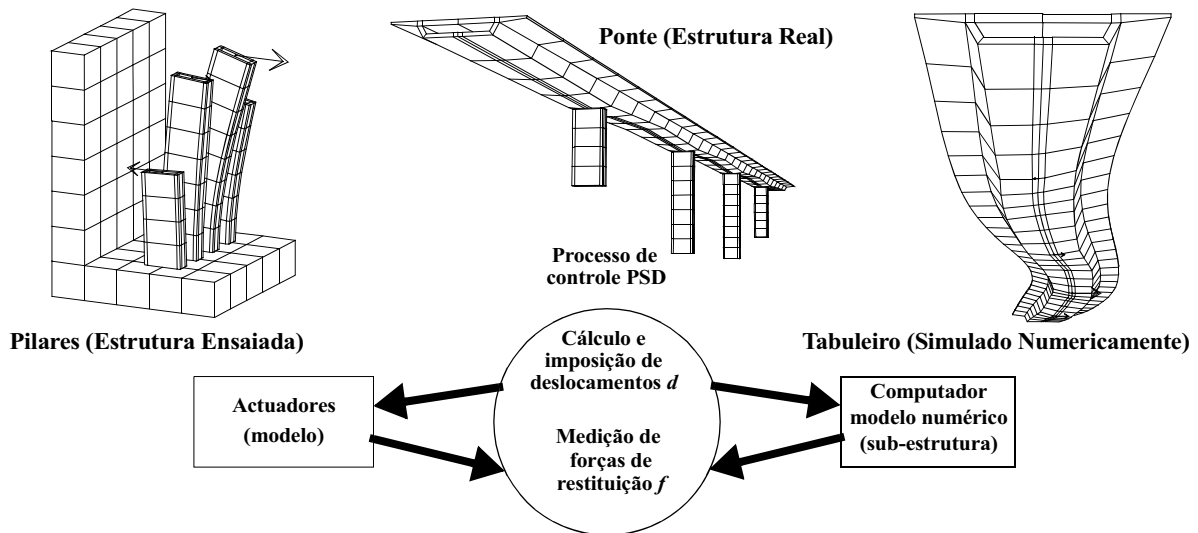 Ponte (Estrutura Real)
Processo de
controle PSD
Pilares (Estrutura Ensaiada)
Tabuleiro (Simulado Numericamente)
Cálculo e
imposição de
deslocamentos d
Medição de
forças de
restituição f
Actuadores
(modelo)
Computador
modelo numérico
(sub-estrutura)